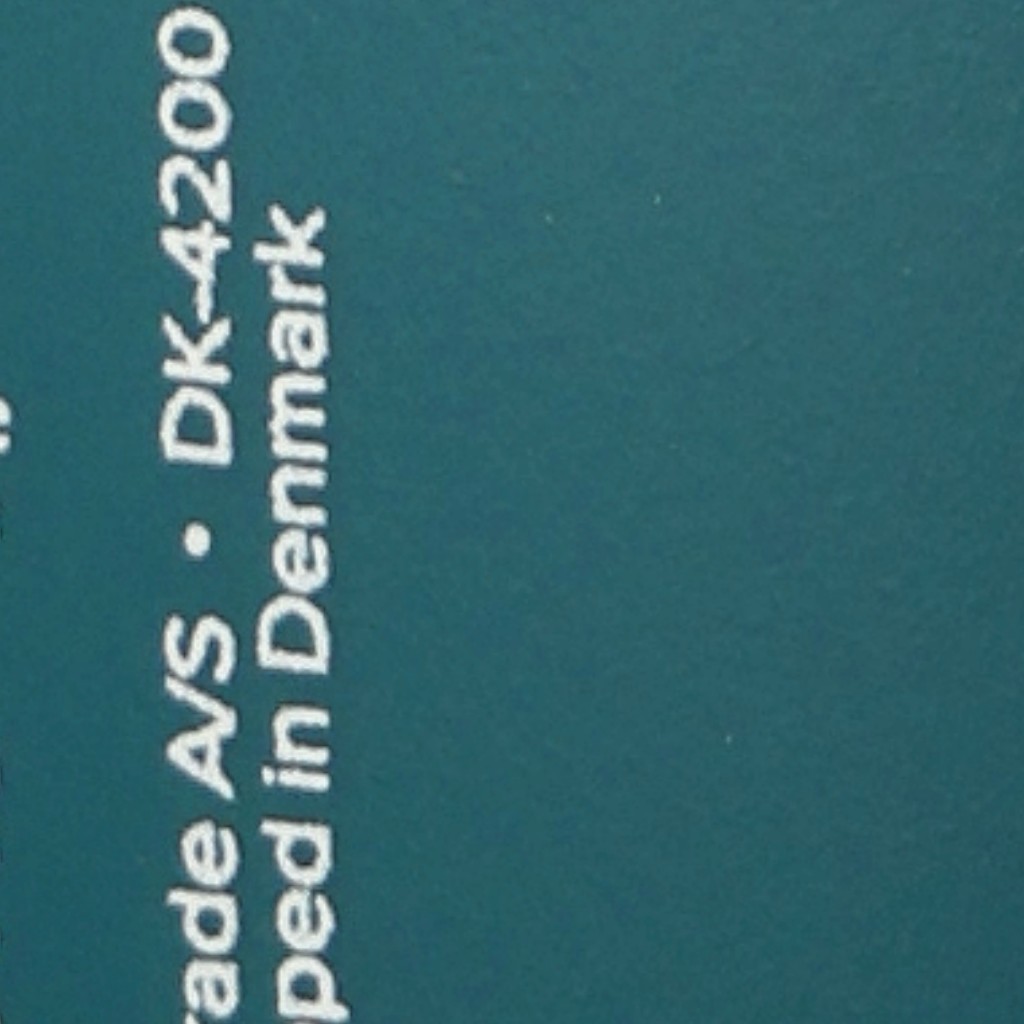 rade A/S • DK-4200
ped in Denmark